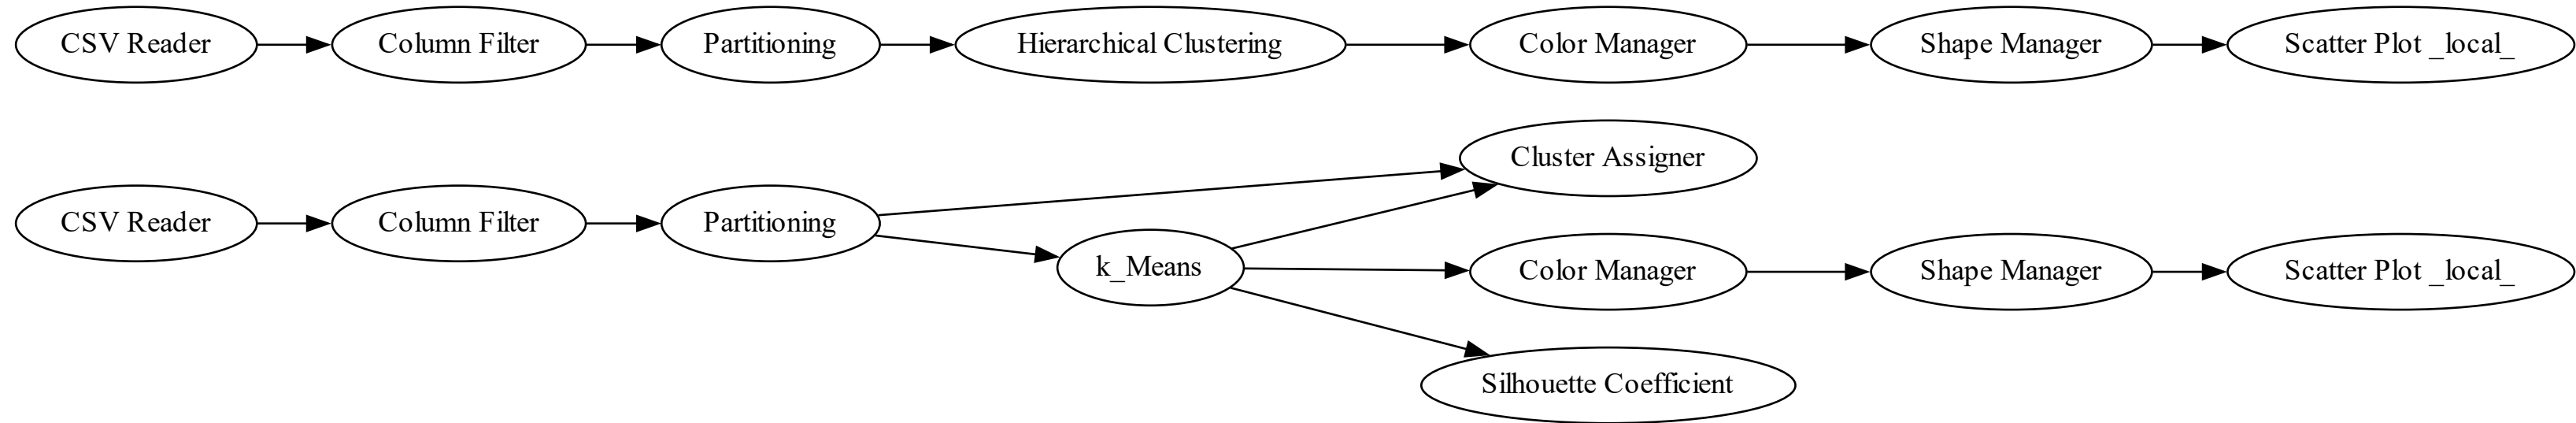 CSV Reader
Column Filter
Partitioning
Hierarchical Clustering
Color Manager
Shape Manager
Scatter Plot _local_
Cluster Assigner
CSV Reader
Column Filter
Partitioning
k_Means
Color Manager
Shape Manager
Scatter Plot _local_
Silhouette Coefficient